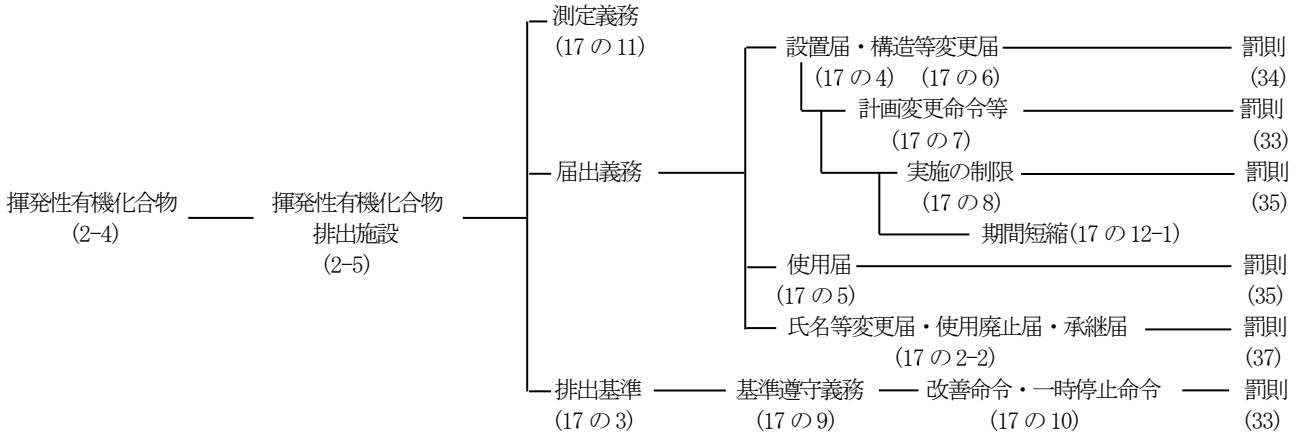 測定義務
(17の11)
設置届・構造等変更届 罰則
(17の4) (17の6) (34)
計画変更命令等 罰則
(17の7) (33)
届出義務 実施の制限 罰則
(17の8) (35)
揮発性有機化合物 揮発性有機化合物
(2-4) 排出施設
(2-5)
期間短縮(17の12-1)
使用届 罰則
(17の5) (35)
氏名等変更届・使用廃止届・承継届 罰則
(17の2-2) (37)
排出基準 基準遵守義務 改善命令・一時停止命令 罰則
(17の3) (17の9) (17の10) (33)